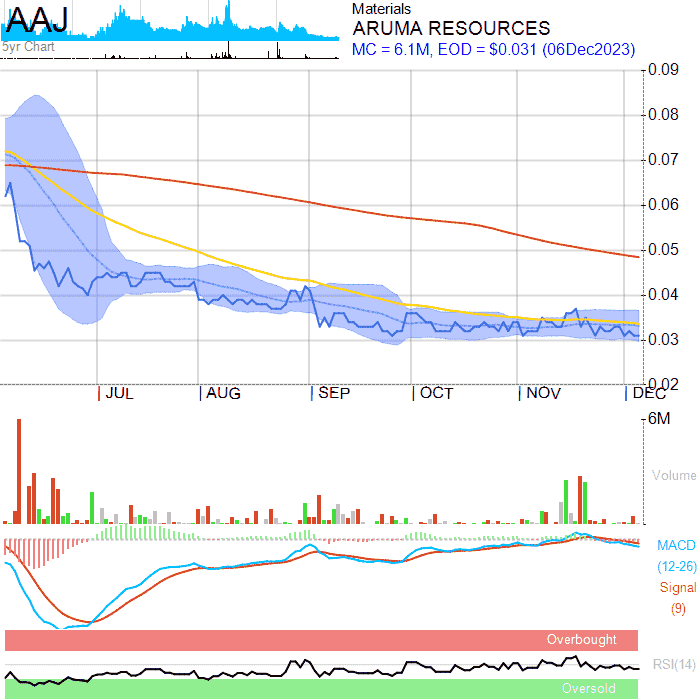 AAJ
5yr Chart
Materials
ARUMA RESOURCES
MC = 6.1M, EOD = $0.031 (06Dec2023)
0.09
0.08
0.07
0.06
0.05
0.04
0.03
0.02
JUL AUG SEP OCT NOV DEC
6M
Volume
MACD
(12-26)
Signal
(9)
Overbought
RSI(14)
Oversold